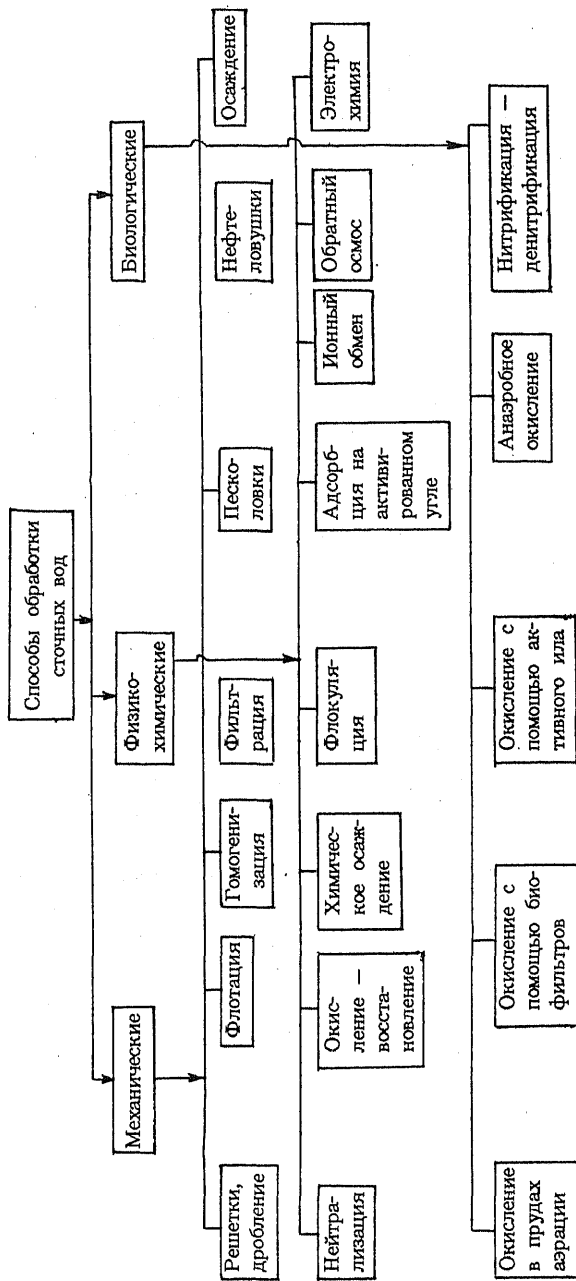 Способы обработки
сточных вод
Механические
Физико-
химические
Биологические
Решетки,
дробление
Флотация
Гомогени-
зация
Фильт-
рация
Песко-
ловки
Нефте-
ловушки
Осаждение
Нейтра-
лизация
Окис-
ление —
восста-
новление
Химичес-
кое осаж-
дение
Флокуля-
ция
Адсорб-
ция на
активи-
рованном
угле
Ионный
обмен
Обратный
осмос
Электро-
химия
Окисление
в прудах
аэрации
Окисление с
помощью био-
фильтров
Окисление с
помощью ак-
тивного ила
Анаэробное
окисление
Нитрификация —
денитрификация